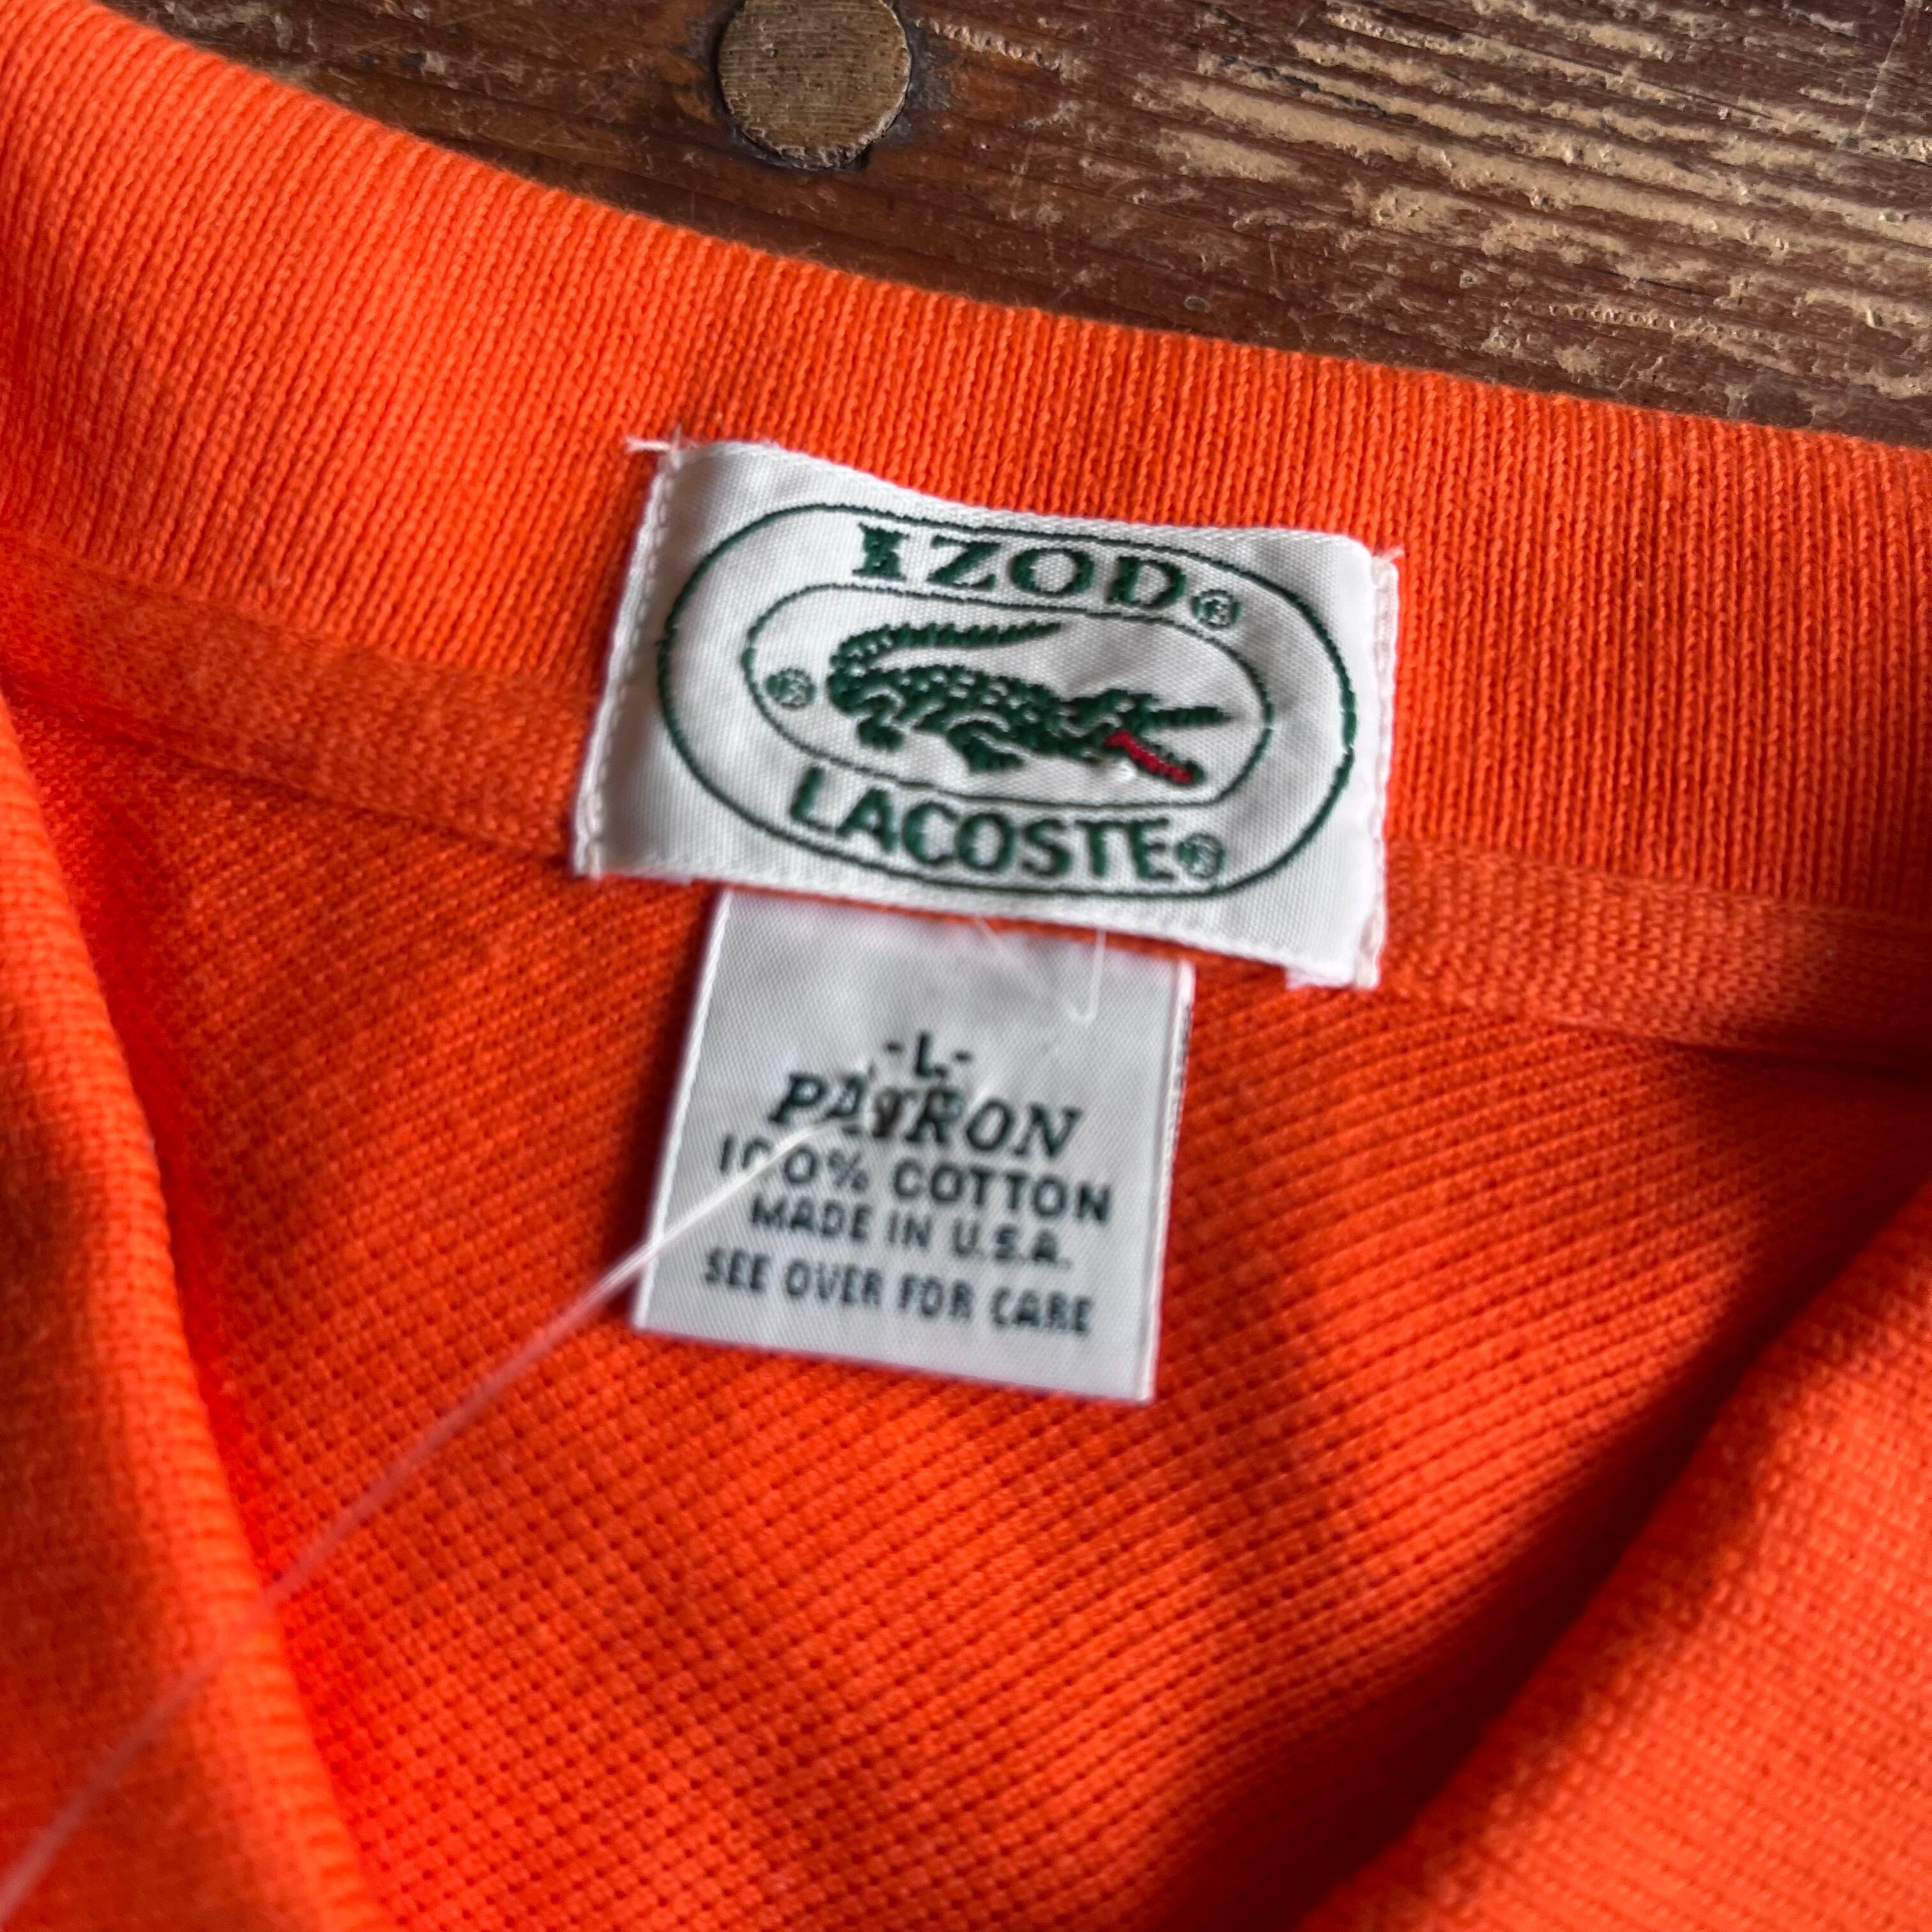 IZOD®
®
LACOSTE®
-L-
PATRON
100% COTTON
MADE IN U.S.A.
SEE OVER FOR CARE